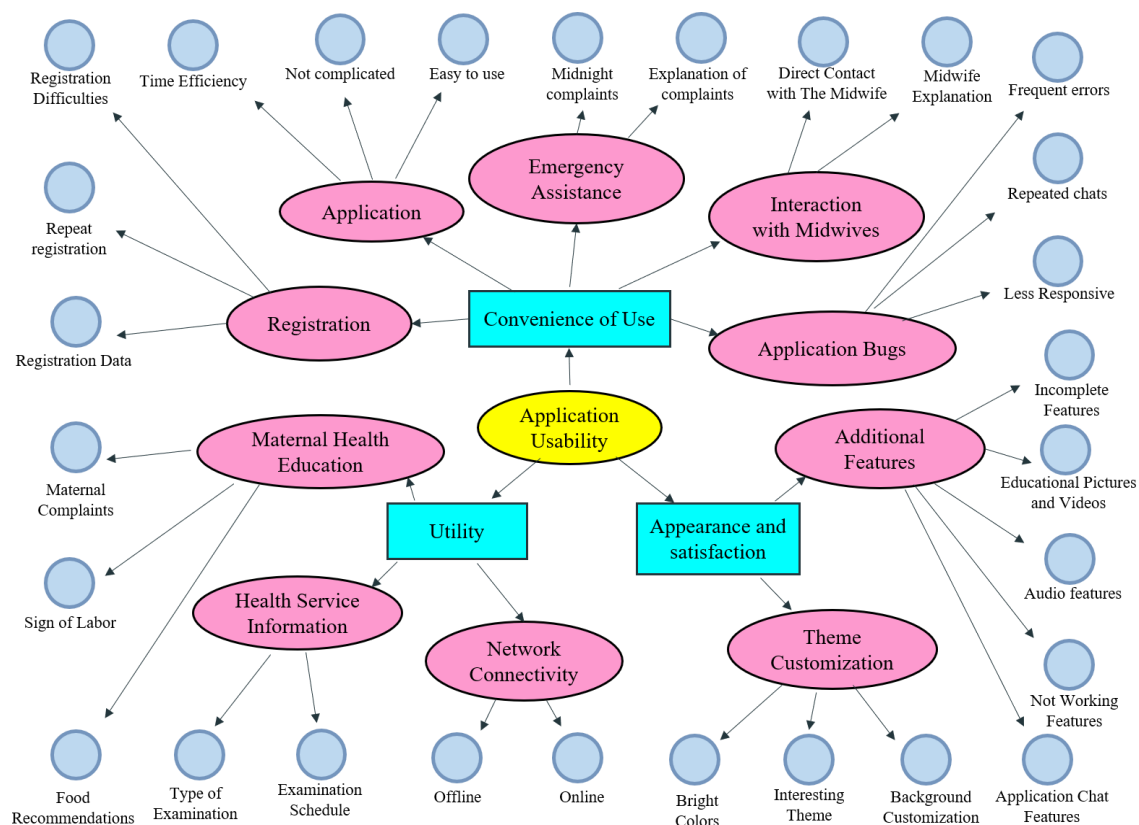 Registration
Difficulties
Time Efficiency
Not complicated
Easy to use
Midnight
complaints
Explanation of
complaints
Direct Contact
with The Midwife
Midwife
Explanation
Frequent errors
Emergency
Assistance
Application
Interaction
with Midwives
Repeated chats
Repeat
registration
Less Responsive
Registration
Convenience of Use
Application Bugs
Registration Data
Incomplete
Features
Application
Usability
Maternal Health
Education
Additional
Features
Educational Pictures
and Videos
Maternal
Complaints
Utility
Appearance and
satisfaction
Audio features
Sign of Labor
Health Service
Information
Network
Connectivity
Theme
Customization
Not Working
Features
Food
Recommendations
Type of
Examination
Examination
Schedule
Offline
Online
Bright
Colors
Interesting
Theme
Background
Customization
Application Chat
Features